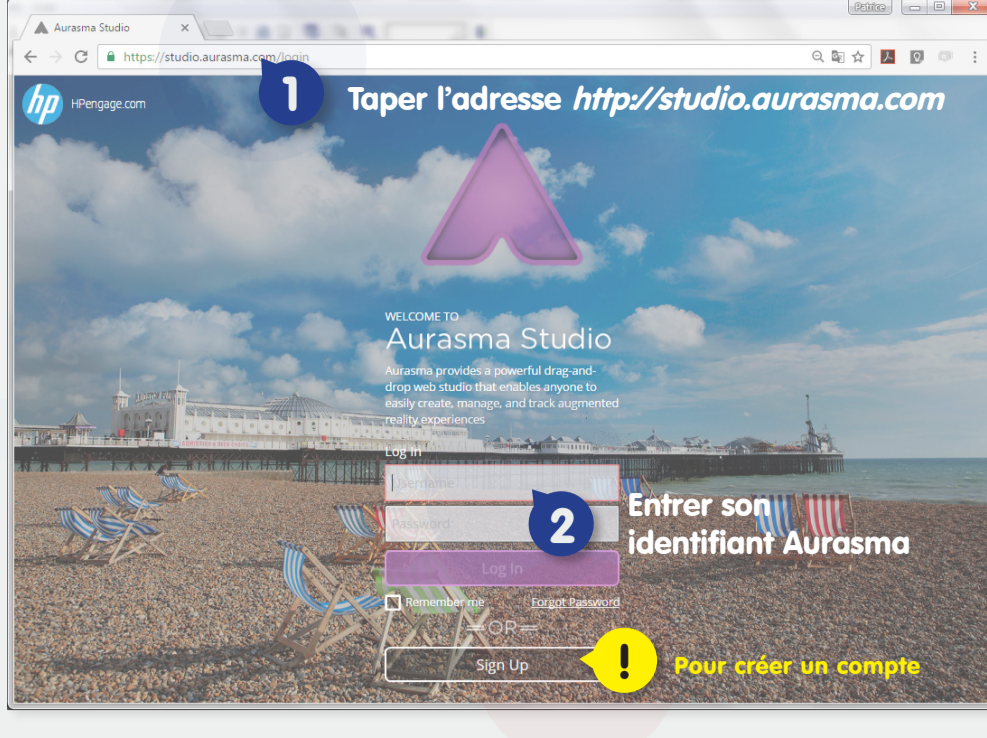 Patrice
Aurasma Studio
https://studio.aurasma.com/login
hp HPengage.com
1 Taper l’adresse http://studio.aurasma.com
WELCOME TO
Aurasma Studio
Aurasma provides a powerful drag-and-
drop web studio that enables anyone to
easily create, manage, and track augmented
reality experiences
Log In
Username
Password
2 Entrer son
identifiant Aurasma
Log In
Remember me Forgot Password
OR
Sign Up
! Pour créer un compte